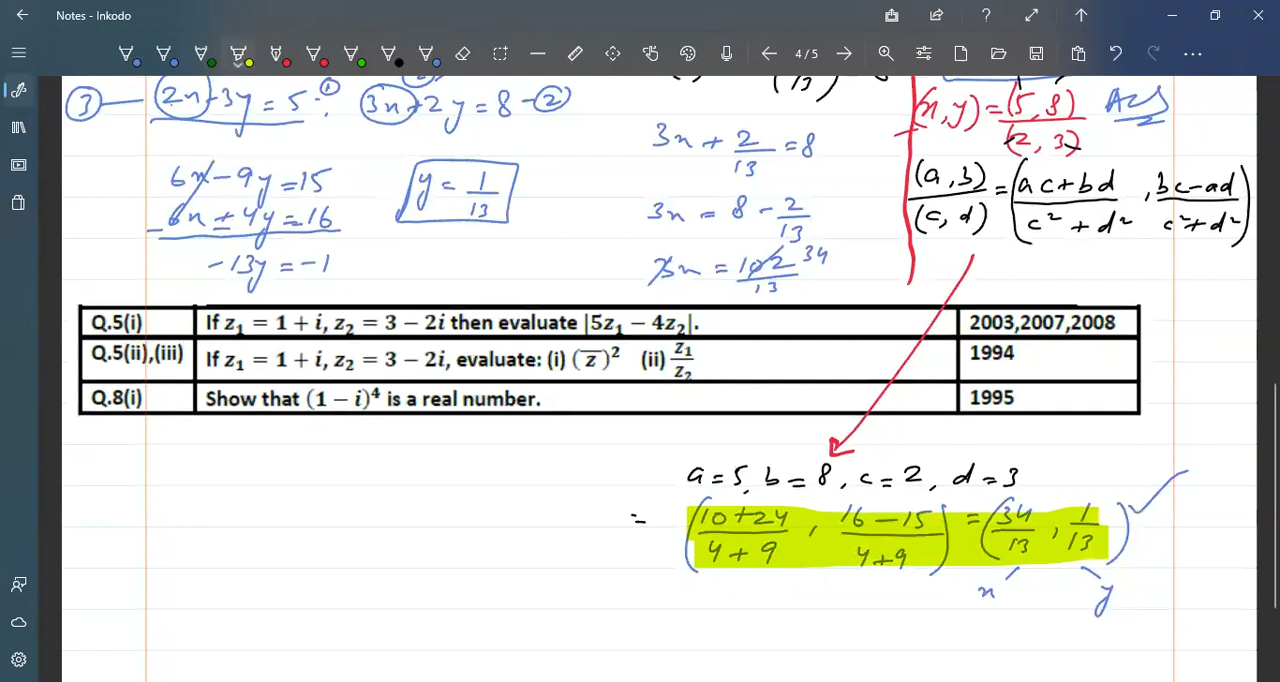 Notes - Inkodo
4/5
③ — 2x-3y = 5 -① 3x+2y = 8 -②
6x - 9y = 15
6x ± 4y = 16
-13y = -1
y = 1/13
3x + 2/13 = 8
3x = 8 - 2/13
3x = 102/13 34
(x,y) = (5,8)/(2,3) Acs
(a,b)/(c,d) = (ac+bd/c²+d², bc-ad/c²+d²)
Q.5(i) If z₁ = 1 + i, z₂ = 3 − 2i then evaluate |5z₁ − 4z₂|. 2003,2007,2008
Q.5(ii),(iii) If z₁ = 1 + i, z₂ = 3 − 2i, evaluate: (i) (z̅)² (ii) z₁/z₂ 1994
Q.8(i) Show that (1 − i)⁴ is a real number. 1995
a = 5, b = 8, c = 2, d = 3
= (10+24/4+9, 16-15/4+9) = (34/13, 1/13)
x y